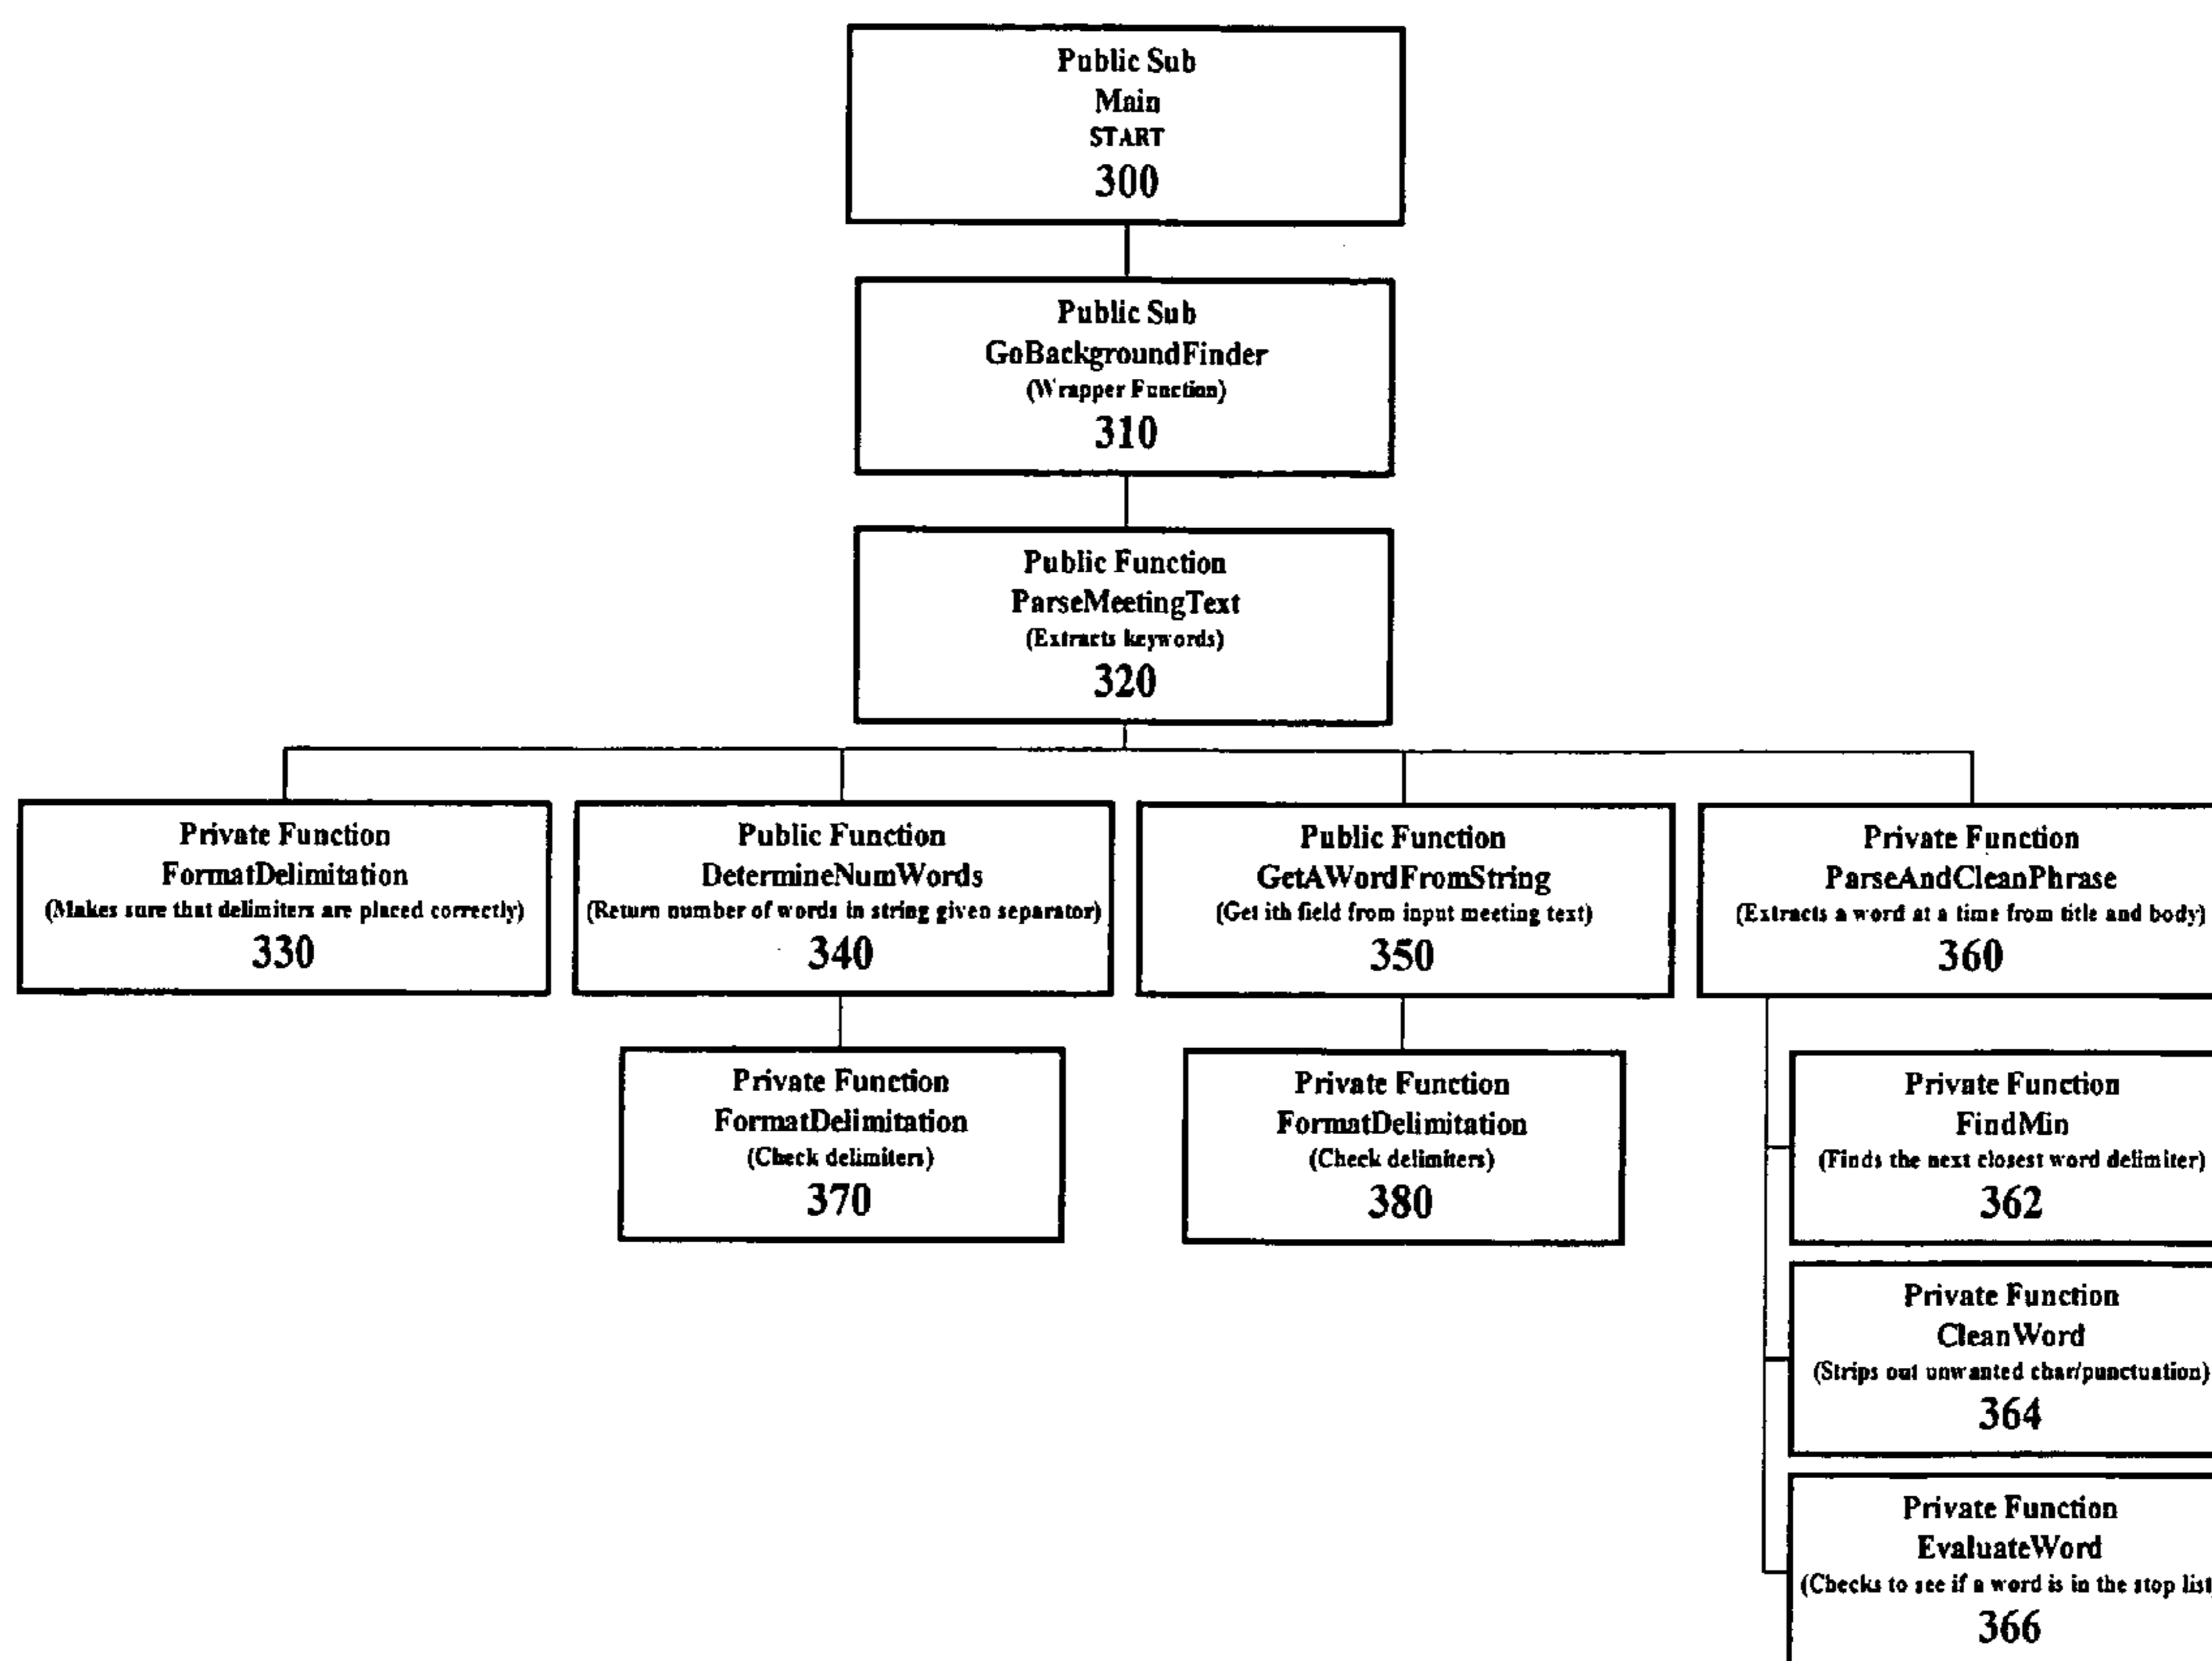 Public Sub
Main
START
300
Public Sub
GoBackgroundFinder
(Wrapper Function)
310
Public Function
ParseMeetingText
(Extracts keywords)
320
Private Function
FormatDelimitation
(Makes sure that delimiters are placed correctly)
330
Public Function
DetermineNumWords
(Return number of words in string given separator)
340
Public Function
GetAWordFromString
(Get ith field from input meeting text)
350
Private Function
ParseAndCleanPhrase
(Extracts a word at a time from title and body)
360
Private Function
FormatDelimitation
(Check delimiters)
370
Private Function
FormatDelimitation
(Check delimiters)
380
Private Function
FindMin
(Finds the next closest word delimiter)
362
Private Function
CleanWord
(Strips out unwanted char/punctuation)
364
Private Function
EvaluateWord
(Checks to see if a word is in the stop list
366